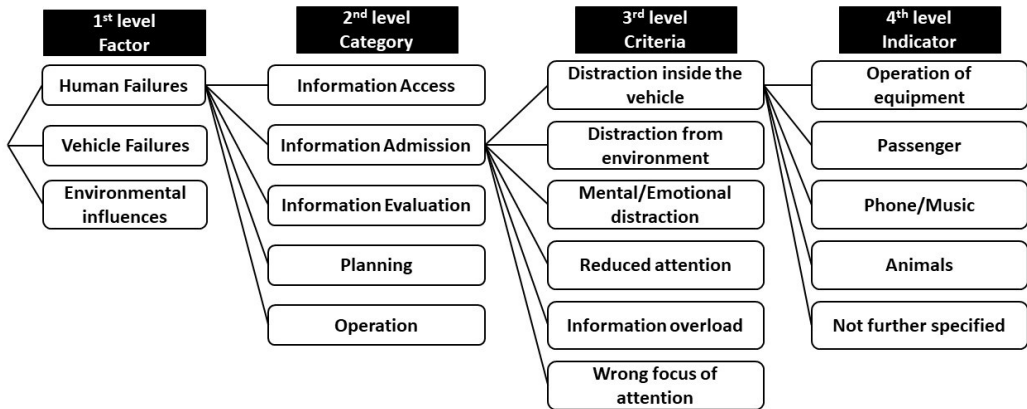 1st level
Factor
2nd level
Category
3rd level
Criteria
4th level
Indicator
Human Failures
Vehicle Failures
Environmental
influences
Information Access
Information Admission
Information Evaluation
Planning
Operation
Distraction inside the
vehicle
Distraction from
environment
Mental/Emotional
distraction
Reduced attention
Information overload
Wrong focus of
attention
Operation of
equipment
Passenger
Phone/Music
Animals
Not further specified